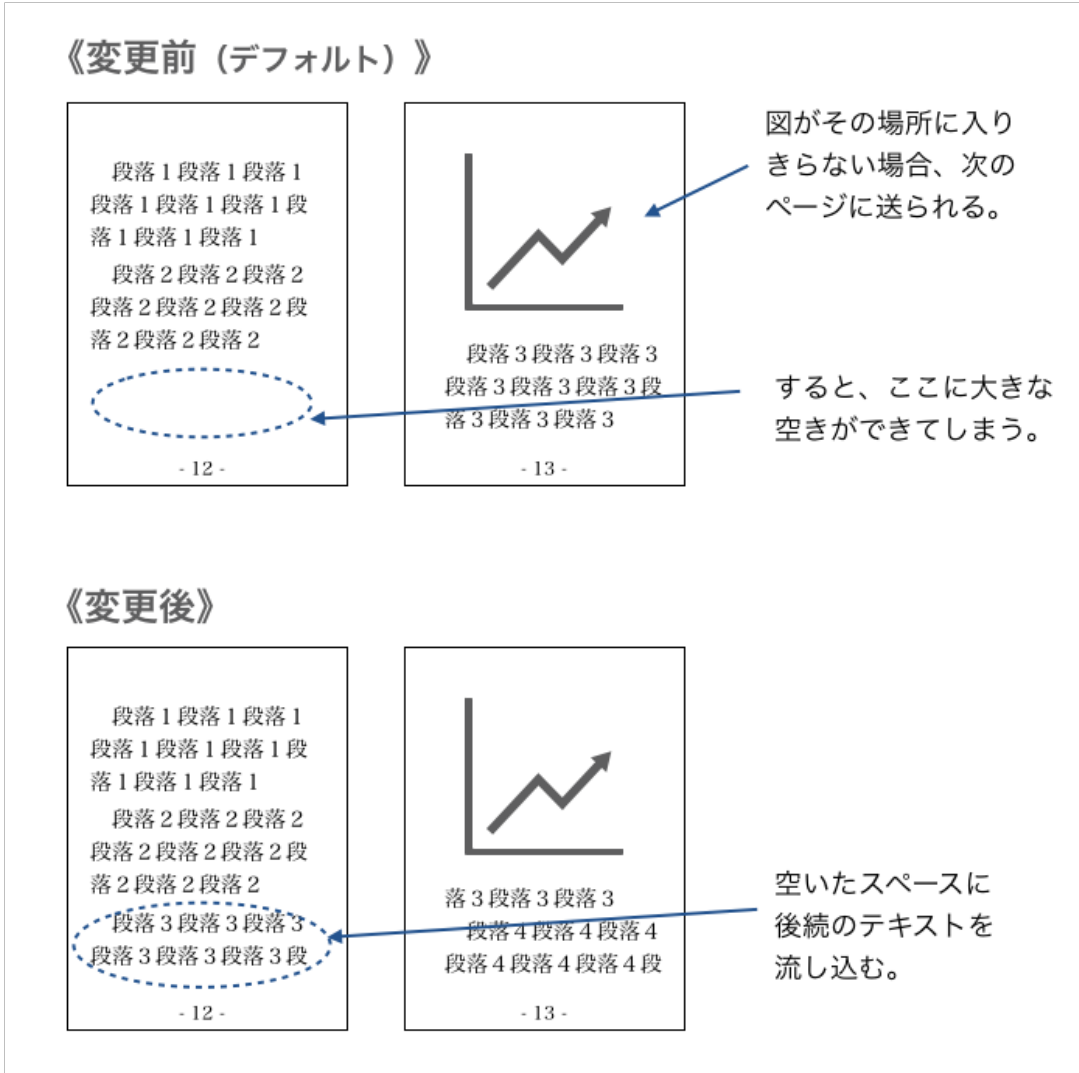 《変更前（デフォルト）》
段落１段落１段落１
段落１段落１段落１段
落１段落１段落１
段落２段落２段落２
段落２段落２段落２段
落２段落２段落２
- 12 -
段落３段落３段落３
段落３段落３段落３段
落３段落３段落３
- 13 -
図がその場所に入り
きらない場合、次の
ページに送られる。
すると、ここに大きな
空きができてしまう。
《変更後》
段落１段落１段落１
段落１段落１段落１段
落１段落１段落１
段落２段落２段落２
段落２段落２段落２段
落２段落２段落２
段落３段落３段落３
段落３段落３段落３段
- 12 -
落３段落３段落３
段落４段落４段落４
段落４段落４段落４段
- 13 -
空いたスペースに
後続のテキストを
流し込む。